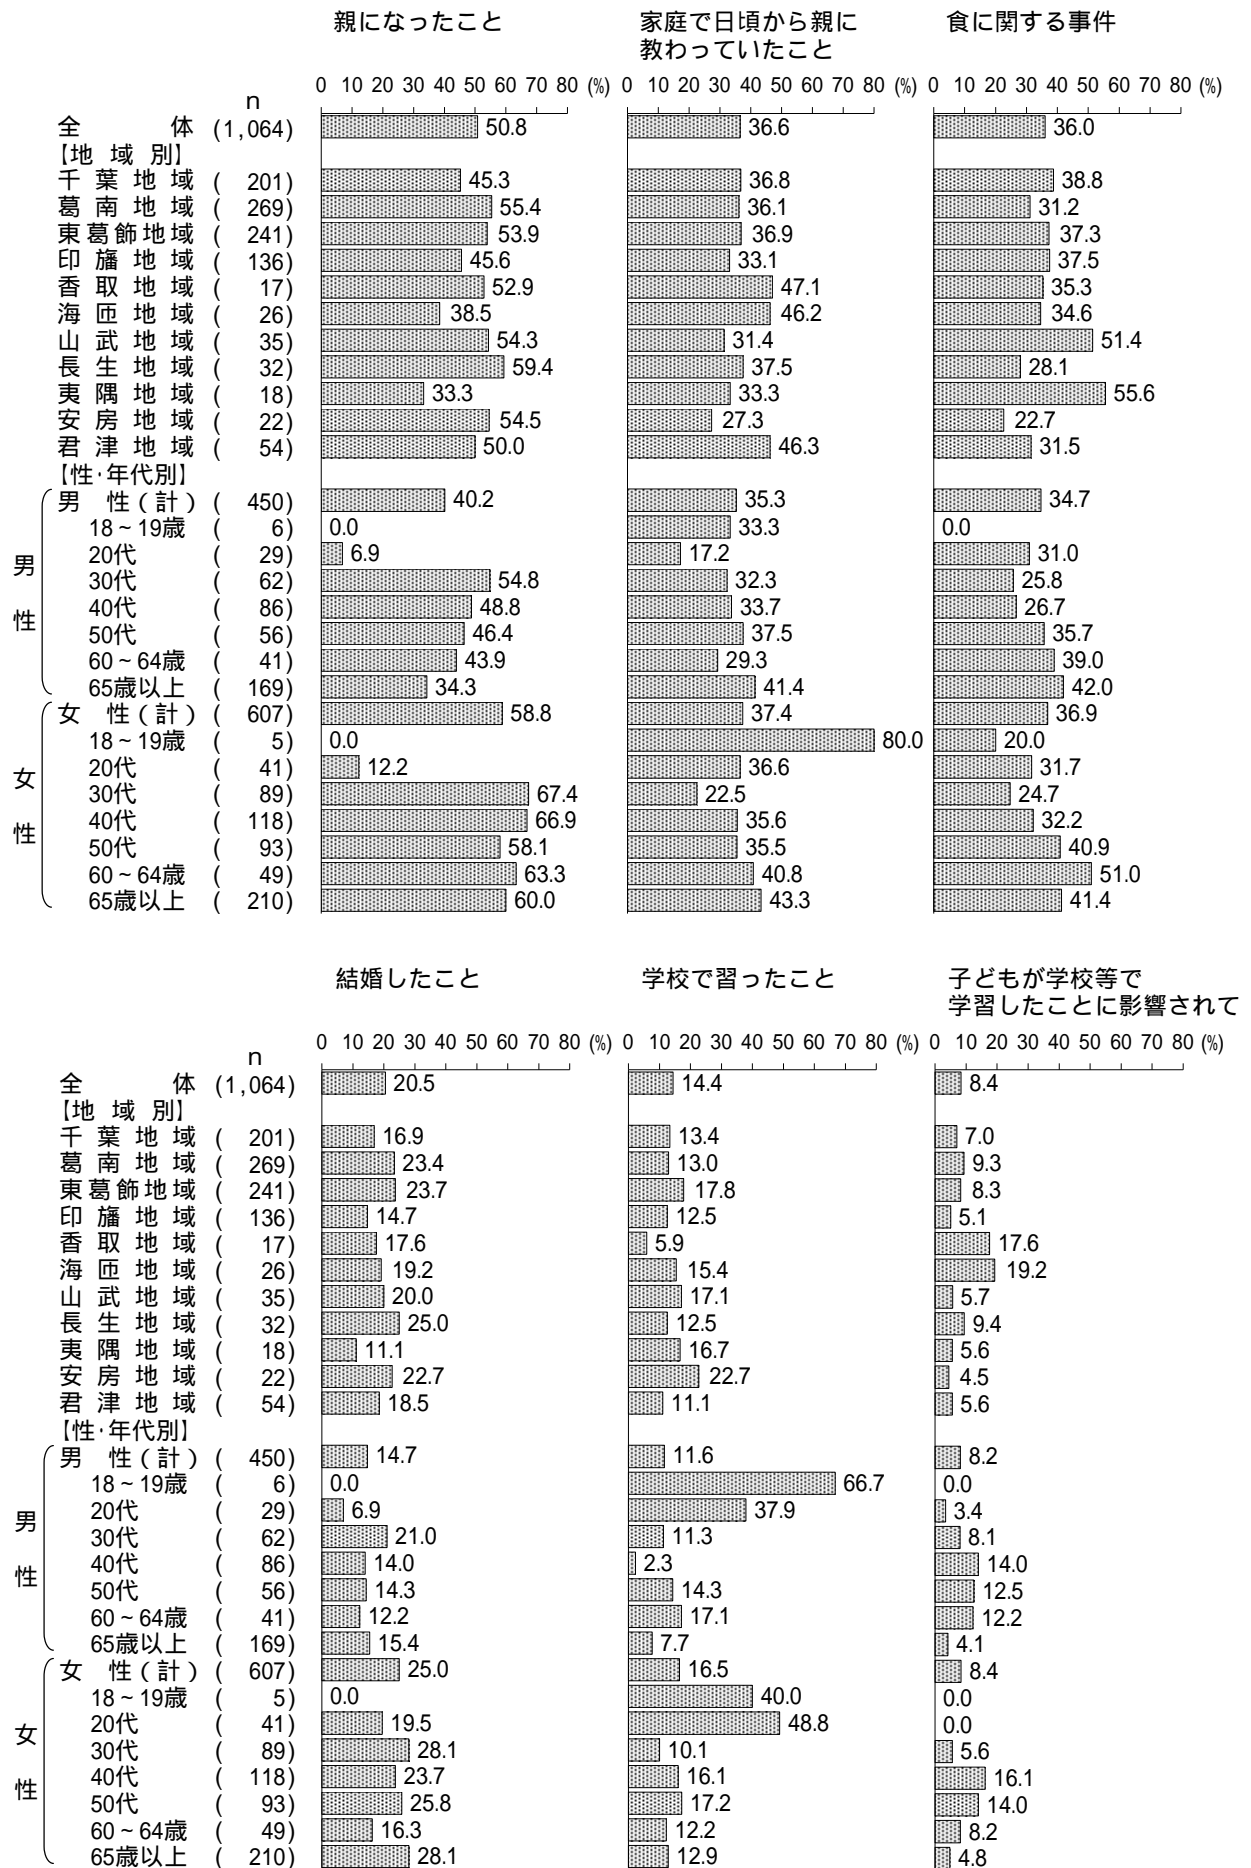 親になったこと 家庭で日頃から親に 食に関する事件
教わっていたこと
0 10 20 30 40 50 60 70 80 (%) 0 10 20 30 40 50 60 70 80 (%) 0 10 20 30 40 50 60 70 80 (%)
n
全 体 (1,064) 50.8 36.6 36.0
【地 域 別】
千 葉 地 域 ( 201) 45.3 36.8 38.8
葛 南 地 域 ( 269) 55.4 36.1 31.2
東葛飾地域 ( 241) 53.9 36.9 37.3
印 旛 地 域 ( 136) 45.6 33.1 37.5
香 取 地 域 ( 17) 52.9 47.1 35.3
海 匝 地 域 ( 26) 38.5 46.2 34.6
山 武 地 域 ( 35) 54.3 31.4 51.4
長 生 地 域 ( 32) 59.4 37.5 28.1
夷 隅 地 域 ( 18) 33.3 33.3 55.6
安 房 地 域 ( 22) 54.5 27.3 22.7
君 津 地 域 ( 54) 50.0 46.3 31.5
【性・年代別】
男 性(計) ( 450) 40.2 35.3 34.7
18~19歳 ( 6) 0.0 33.3 0.0
20代 ( 29) 6.9 17.2 31.0
男 30代 ( 62) 54.8 32.3 25.8
40代 ( 86) 48.8 33.7 26.7
性 50代 ( 56) 46.4 37.5 35.7
60~64歳 ( 41) 43.9 29.3 39.0
65歳以上 ( 169) 34.3 41.4 42.0
女 性(計) ( 607) 58.8 37.4 36.9
18~19歳 ( 5) 0.0 80.0 20.0
女 20代 ( 41) 12.2 36.6 31.7
30代 ( 89) 67.4 22.5 24.7
性 40代 ( 118) 66.9 35.6 32.2
50代 ( 93) 58.1 35.5 40.9
60~64歳 ( 49) 63.3 40.8 51.0
65歳以上 ( 210) 60.0 43.3 41.4
結婚したこと 学校で習ったこと 子どもが学校等で
学習したことに影響されて
0 10 20 30 40 50 60 70 80 (%) 0 10 20 30 40 50 60 70 80 (%) 0 10 20 30 40 50 60 70 80 (%)
n
全 体 (1,064) 20.5 14.4 8.4
【地 域 別】
千 葉 地 域 ( 201) 16.9 13.4 7.0
葛 南 地 域 ( 269) 23.4 13.0 9.3
東葛飾地域 ( 241) 23.7 17.8 8.3
印 旛 地 域 ( 136) 14.7 12.5 5.1
香 取 地 域 ( 17) 17.6 5.9 17.6
海 匝 地 域 ( 26) 19.2 15.4 19.2
山 武 地 域 ( 35) 20.0 17.1 5.7
長 生 地 域 ( 32) 25.0 12.5 9.4
夷 隅 地 域 ( 18) 11.1 16.7 5.6
安 房 地 域 ( 22) 22.7 22.7 4.5
君 津 地 域 ( 54) 18.5 11.1 5.6
【性・年代別】
男 性(計) ( 450) 14.7 11.6 8.2
18~19歳 ( 6) 0.0 66.7 0.0
男 20代 ( 29) 6.9 37.9 3.4
30代 ( 62) 21.0 11.3 8.1
性 40代 ( 86) 14.0 2.3 14.0
50代 ( 56) 14.3 14.3 12.5
60~64歳 ( 41) 12.2 17.1 12.2
65歳以上 ( 169) 15.4 7.7 4.1
女 性(計) ( 607) 25.0 16.5 8.4
18~19歳 ( 5) 0.0 40.0 0.0
女 20代 ( 41) 19.5 48.8 0.0
30代 ( 89) 28.1 10.1 5.6
性 40代 ( 118) 23.7 16.1 16.1
50代 ( 93) 25.8 17.2 14.0
60~64歳 ( 49) 16.3 12.2 8.2
65歳以上 ( 210) 28.1 12.9 4.8